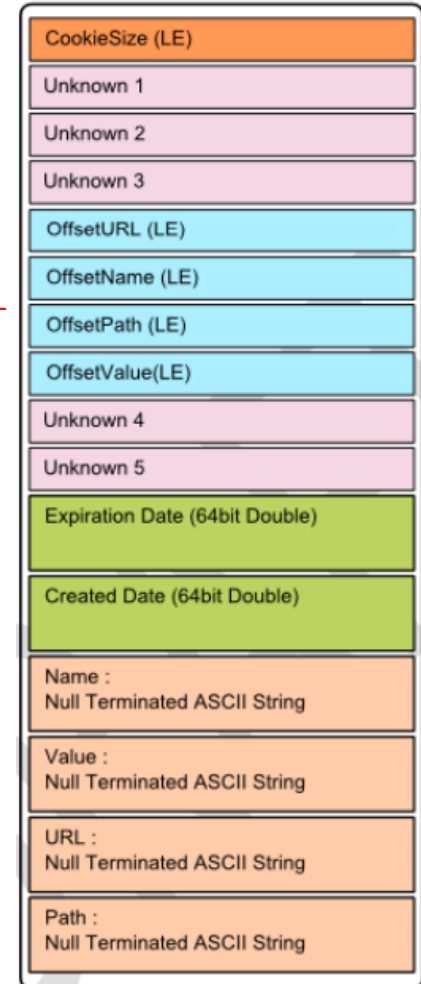 CookieSize (LE)
Unknown 1
Unknown 2
Unknown 3
OffsetURL (LE)
OffsetName (LE)
OffsetPath (LE)
OffsetValue(LE)
Unknown 4
Unknown 5
Expiration Date (64bit Double)
Created Date (64bit Double)
Name :
Null Terminated ASCII String
Value :
Null Terminated ASCII String
URL :
Null Terminated ASCII String
Path :
Null Terminated ASCII String